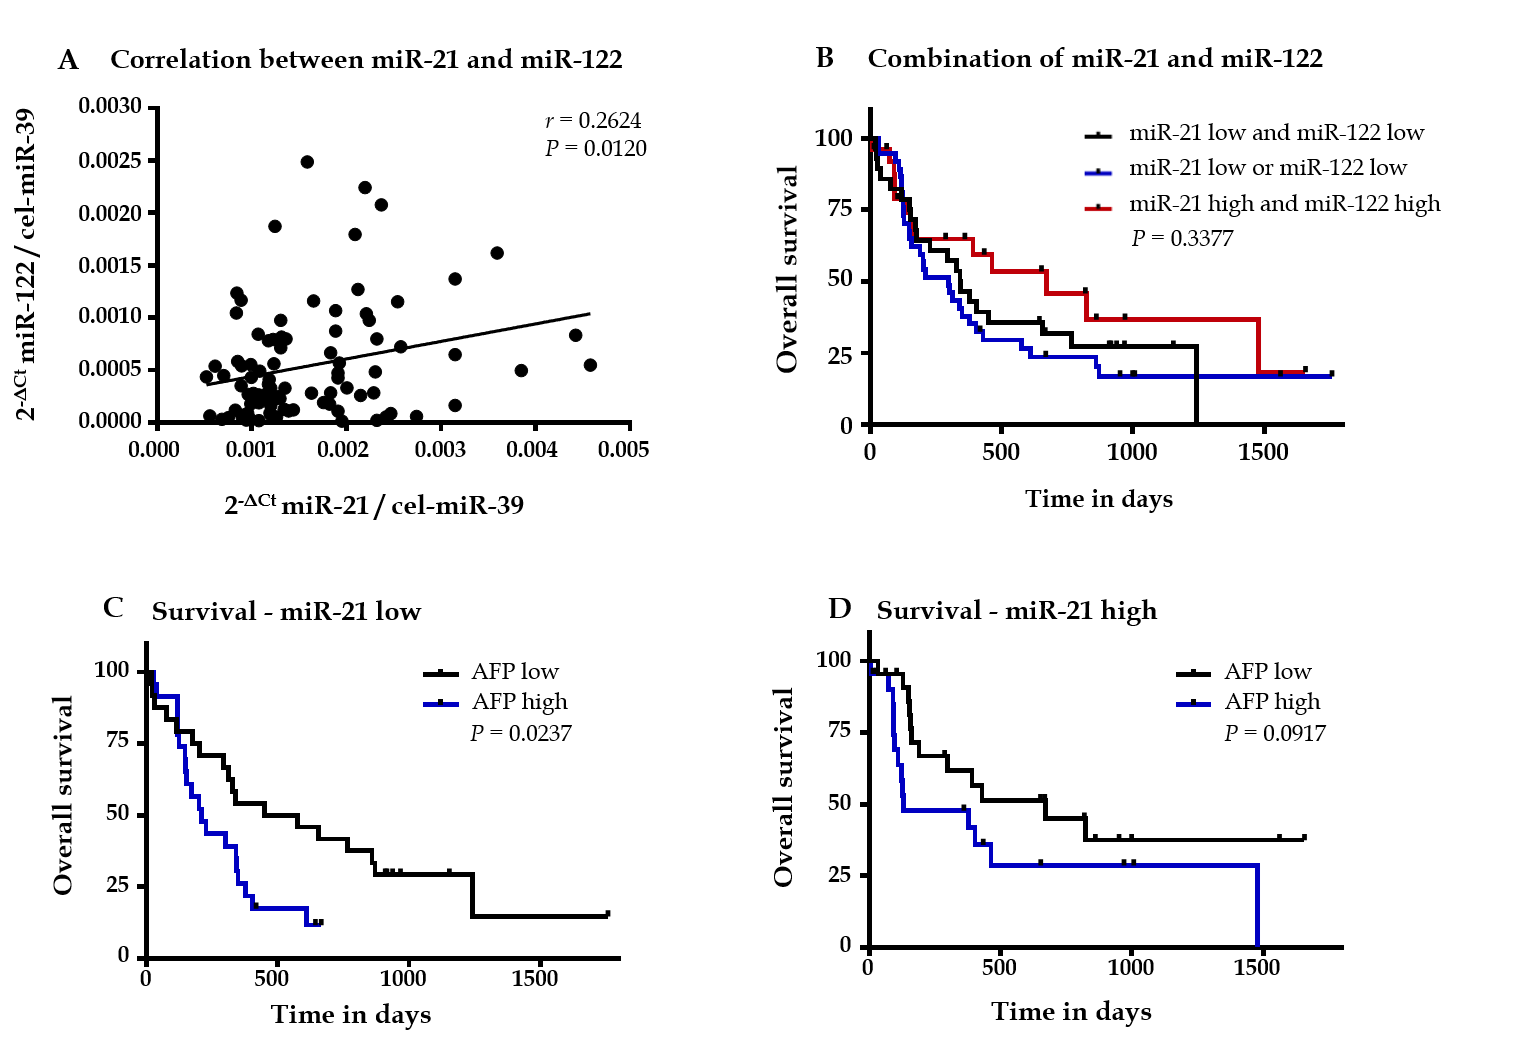 A Correlation between miR-21 and miR-122
r = 0.2624
P = 0.0120
2-ΔCt miR-122 / cel-miR-39
0.0030
0.0025
0.0020
0.0015
0.0010
0.0005
0.0000
0.000 0.001 0.002 0.003 0.004 0.005
2-ΔCt miR-21 / cel-miR-39
B Combination of miR-21 and miR-122
miR-21 low and miR-122 low
miR-21 low or miR-122 low
miR-21 high and miR-122 high
P = 0.3377
Overall survival
100
75
50
25
0
0 500 1000 1500
Time in days
C Survival - miR-21 low
AFP low
AFP high
P = 0.0237
Overall survival
100
75
50
25
0
0 500 1000 1500
Time in days
D Survival - miR-21 high
AFP low
AFP high
P = 0.0917
Overall survival
100
75
50
25
0
0 500 1000 1500
Time in days